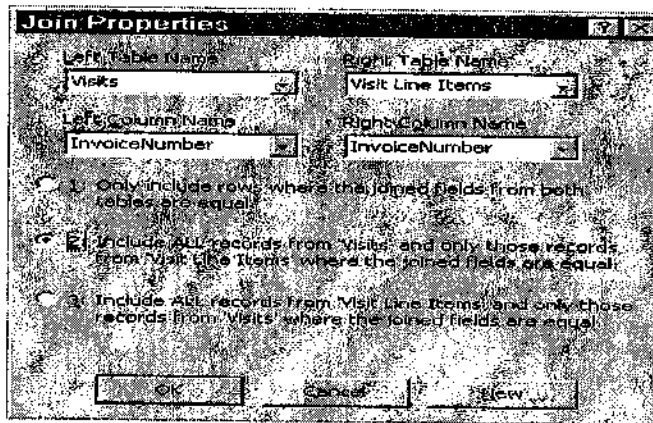 Join Properties
Left Table Name Right Table Name
Visits Visit Line Items
Left Column Name Right Column Name
InvoiceNumber InvoiceNumber
1: Only include rows where the joined fields from both
tables are equal.
2: Include ALL records from 'Visits' and only those records
from 'Visit Line Items' where the joined fields are equal.
3: Include ALL records from 'Visit Line Items' and only those
records from 'Visits' where the joined fields are equal.
OK Cancel New